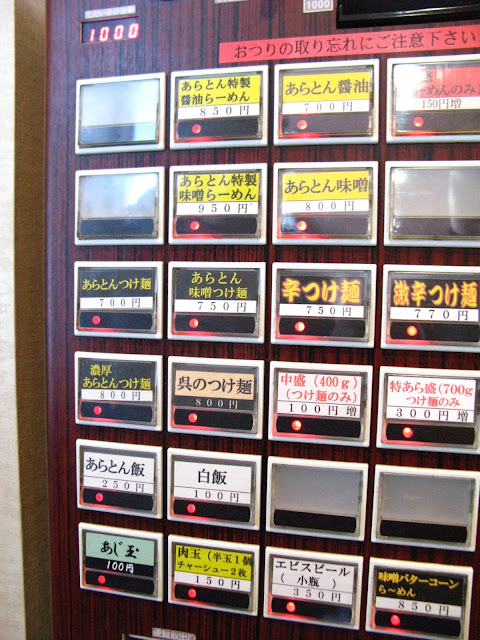 1000
1000
おつりの取り忘れにご注意下さい
あらとん特製
醤油らーめん
850円
あらとん醤油
700円
150円増
あらとん特製
味噌らーめん
950円
あらとん味噌
800円
あらとんつけ麺
700円
あらとん
味噌つけ麺
750円
辛つけ麺
750円
激辛つけ麺
770円
濃厚
あらとんつけ麺
800円
呉のつけ麺
800円
中盛(400g)
(つけ麺のみ)
100円増
特あら盛(700g
つけ麺のみ
300円増
あらとん飯
250円
白飯
100円
あじ玉
100円
肉玉(半玉1個
チャーシュー2枚
150円
エビスビール
(小瓶)
350円
味噌バターコーン
らーめん
850円